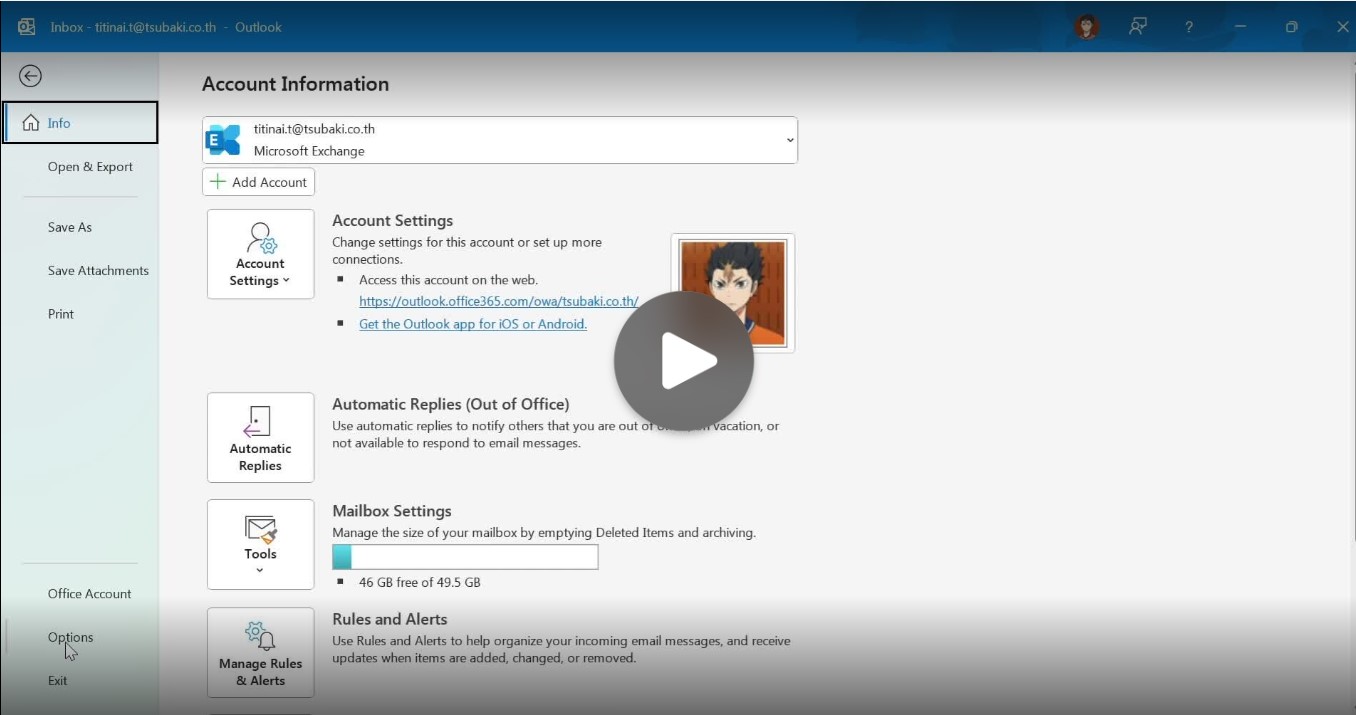 Inbox - titinai.t@tsubaki.co.th - Outlook
?
Info
Open & Export
Save As
Save Attachments
Print
Office Account
Options
Exit
Account Information
E
titinai.t@tsubaki.co.th
Microsoft Exchange
Add Account
Account
Settings
Account Settings
Change settings for this account or set up more
connections.
Access this account on the web.
https://outlook.office365.com/owa/tsubaki.co.th/
Get the Outlook app for iOS or Android.
Automatic
Replies
Automatic Replies (Out of Office)
Use automatic replies to notify others that you are out of vacation, or
not available to respond to email messages.
Tools
Mailbox Settings
Manage the size of your mailbox by emptying Deleted Items and archiving.
46 GB free of 49.5 GB
Manage Rules
& Alerts
Rules and Alerts
Use Rules and Alerts to help organize your incoming email messages, and receive
updates when items are added, changed, or removed.